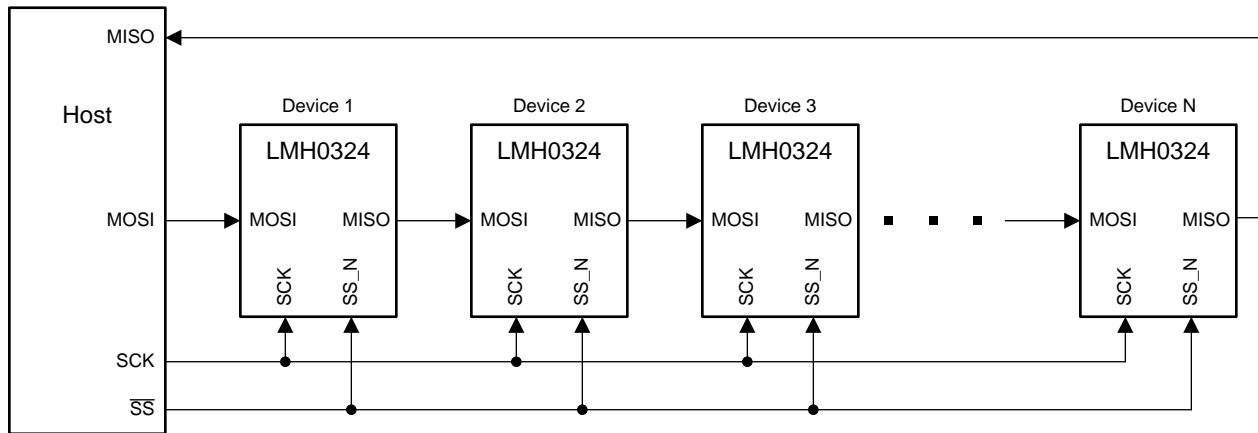 MISO
Host
Device 1 Device 2 Device 3 Device N
LMH0324 LMH0324 LMH0324 LMH0324
MOSI MOSI MISO MOSI MISO MOSI MISO MOSI MISO
SCK SS_N SCK SS_N SCK SS_N SCK SS_N
SCK
SS